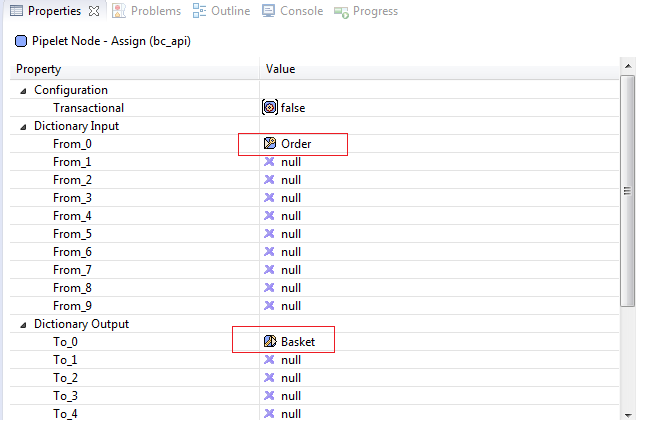 Properties Problems Outline Console Progress
Pipelet Node - Assign (bc_api)
Property Value
Configuration
Transactional false
Dictionary Input
From_0 Order
From_1 null
From_2 null
From_3 null
From_4 null
From_5 null
From_6 null
From_7 null
From_8 null
From_9 null
Dictionary Output
To_0 Basket
To_1 null
To_2 null
To_3 null
To_4 null